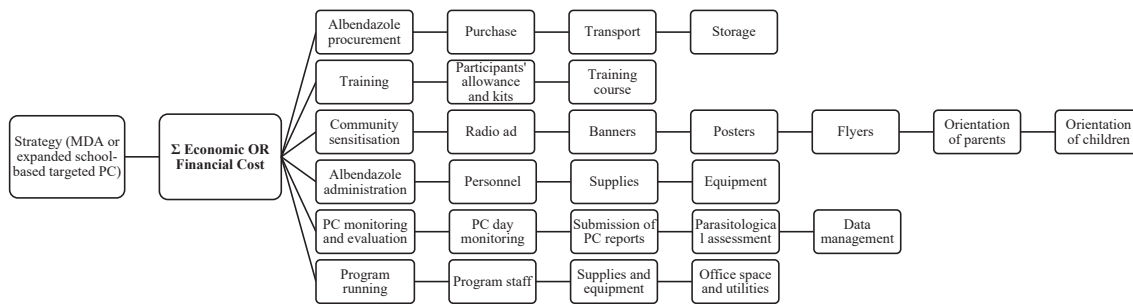 Strategy (MDA or
expanded school-
based targeted PC)
Σ Economic OR
Financial Cost
Albendazole
procurement
Purchase
Transport
Storage
Training
Participants'
allowance
and kits
Training
course
Community
sensitisation
Radio ad
Banners
Posters
Flyers
Orientation
of parents
Orientation
of children
Albendazole
administration
Personnel
Supplies
Equipment
PC monitoring
and evaluation
PC day
monitoring
Submission of
PC reports
Parasitologica
l assessment
Data
management
Program
running
Program staff
Supplies and
equipment
Office space
and utilities